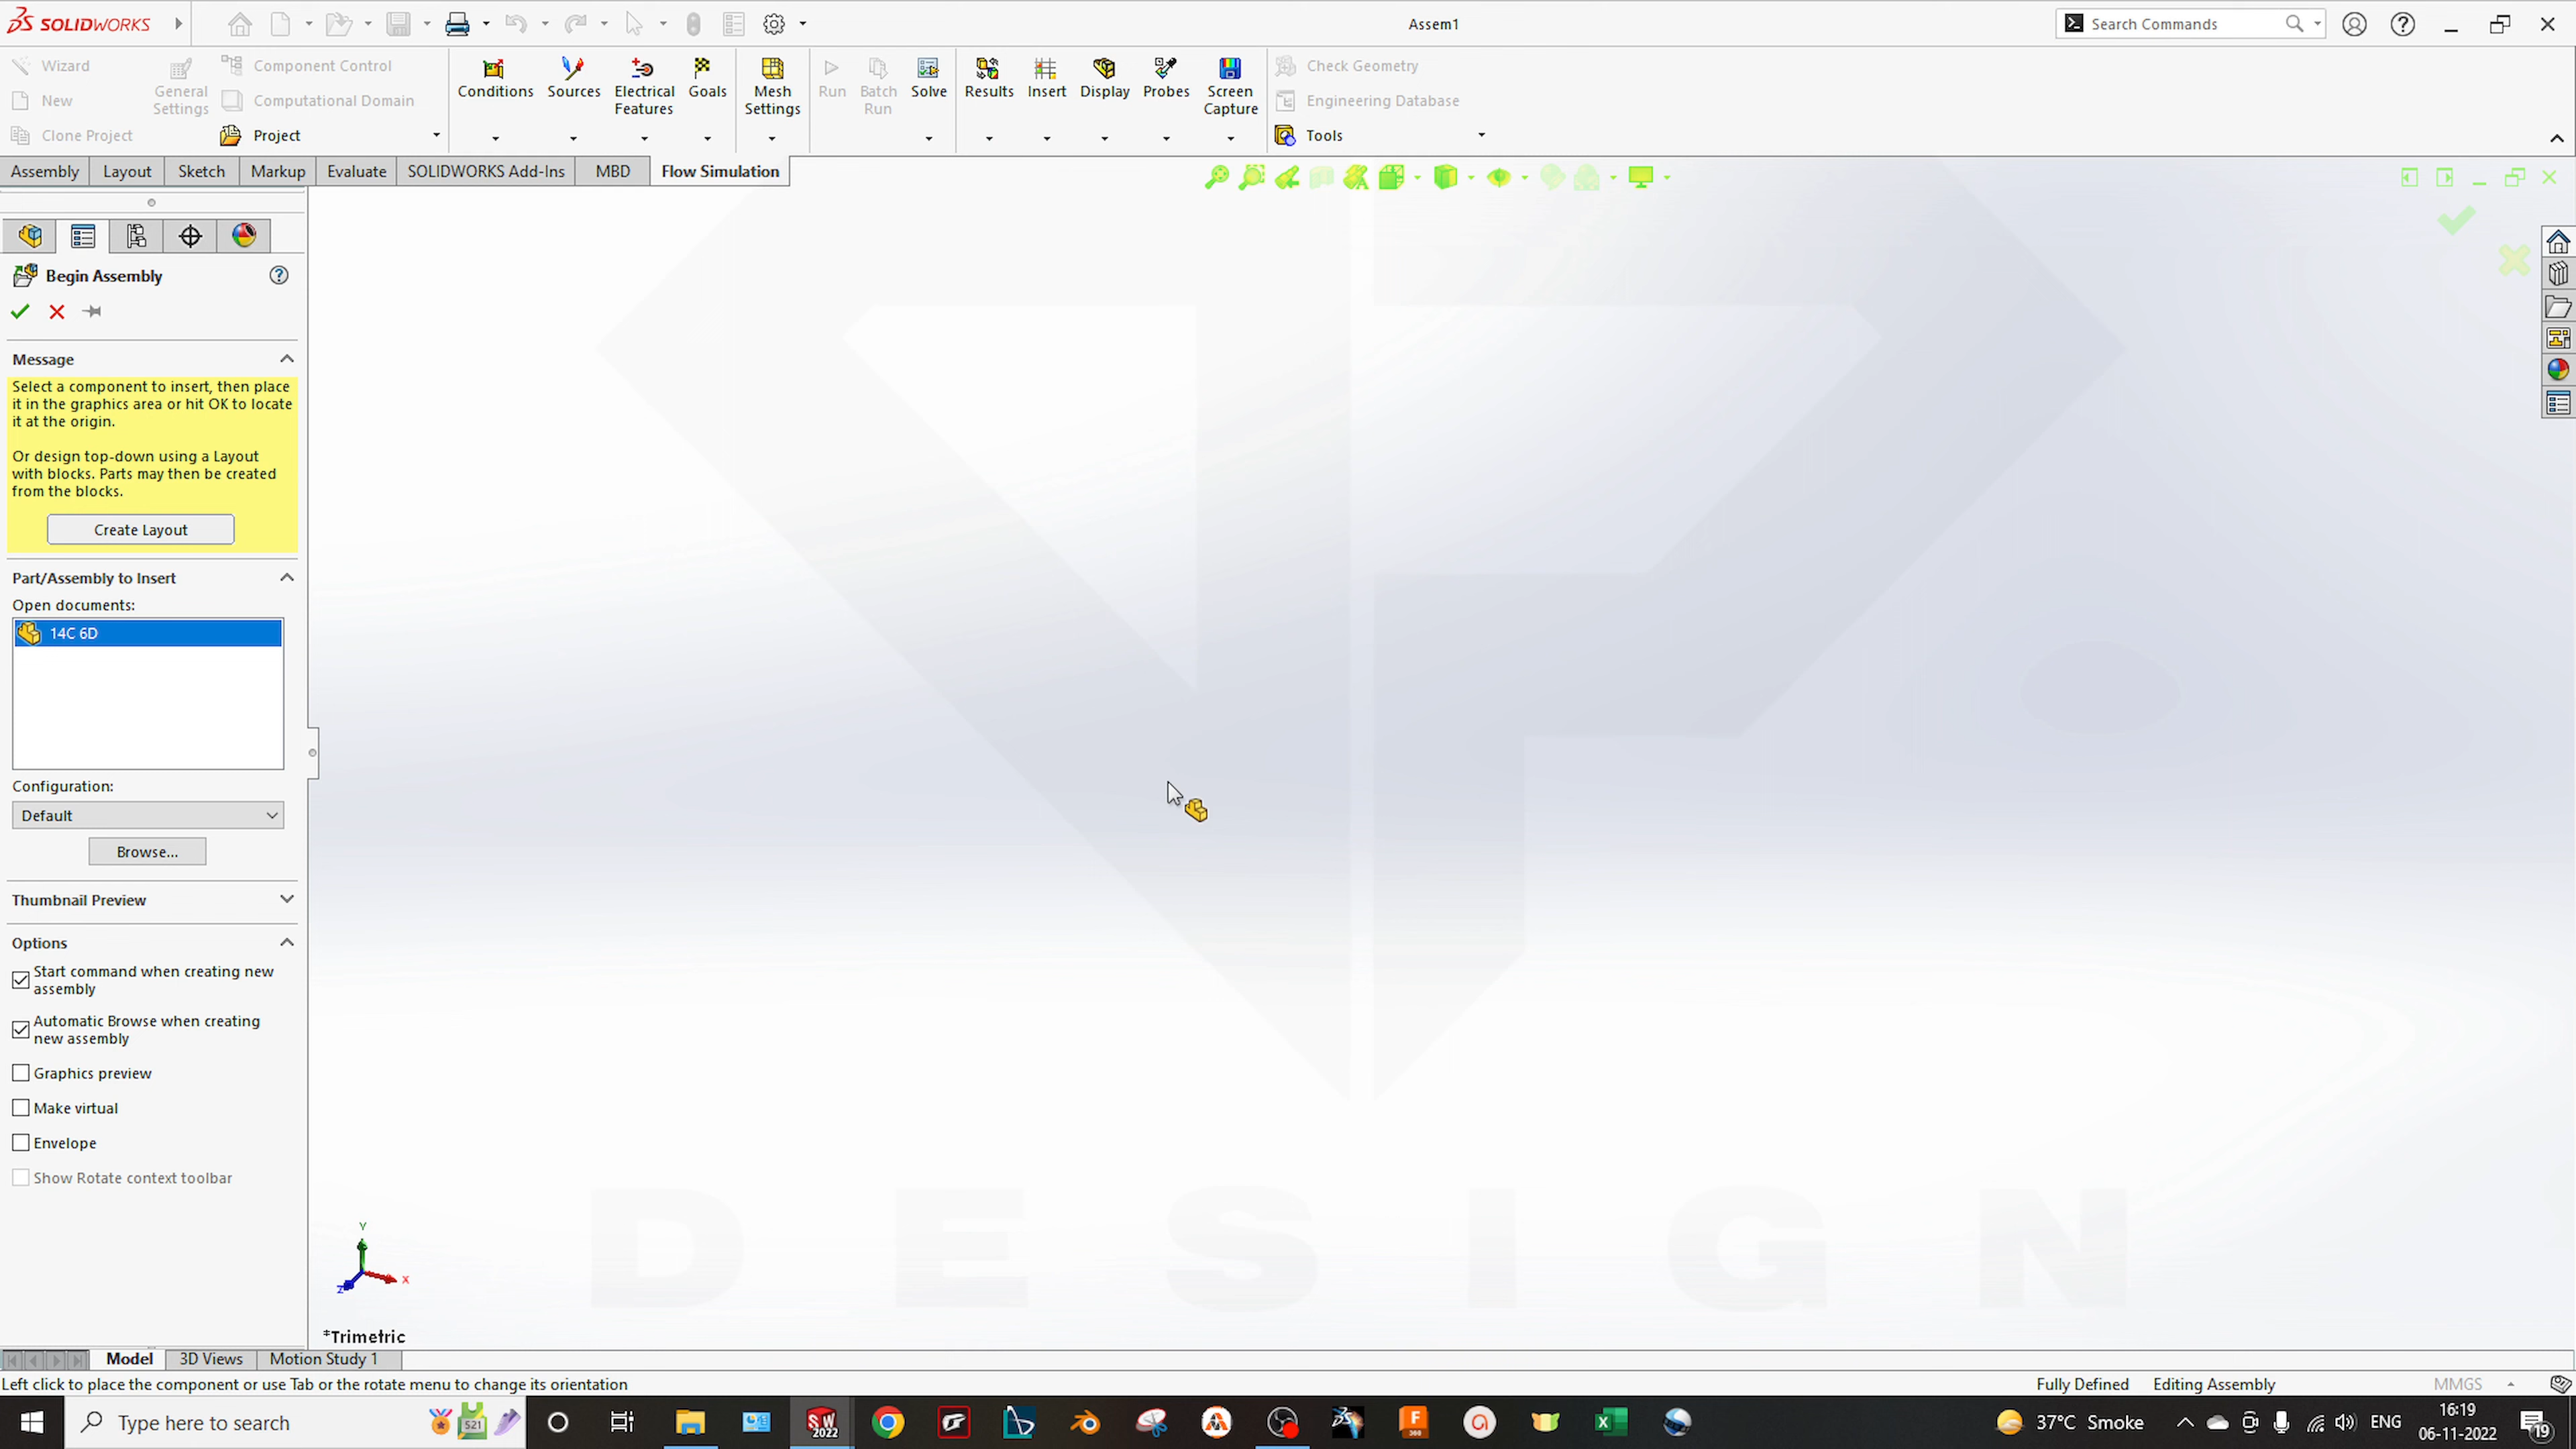 SOLIDWORKS
Assem1
Search Commands
Wizard
New
Clone Project
General Settings
Component Control
Computational Domain
Project
Conditions
Sources
Electrical Features
Goals
Mesh Settings
Run
Batch Run
Solve
Results
Insert
Display
Probes
Screen Capture
Check Geometry
Engineering Database
Tools
Assembly
Layout
Sketch
Markup
Evaluate
SOLIDWORKS Add-Ins
MBD
Flow Simulation
Begin Assembly
Message
Select a component to insert, then place
it in the graphics area or hit OK to locate
it at the origin.
Or design top-down using a Layout
with blocks. Parts may then be created
from the blocks.
Create Layout
Part/Assembly to Insert
Open documents:
14C 6D
Configuration:
Default
Browse...
Thumbnail Preview
Options
Start command when creating new
assembly
Automatic Browse when creating
new assembly
Graphics preview
Make virtual
Envelope
Show Rotate context toolbar
Y
X
Z
DESIGN
*Trimetric
Model
3D Views
Motion Study 1
Left click to place the component or use Tab or the rotate menu to change its orientation
Fully Defined
Editing Assembly
MMGS
Type here to search
521
SW 2022
F 360
37°C Smoke
ENG
16:19
06-11-2022
19